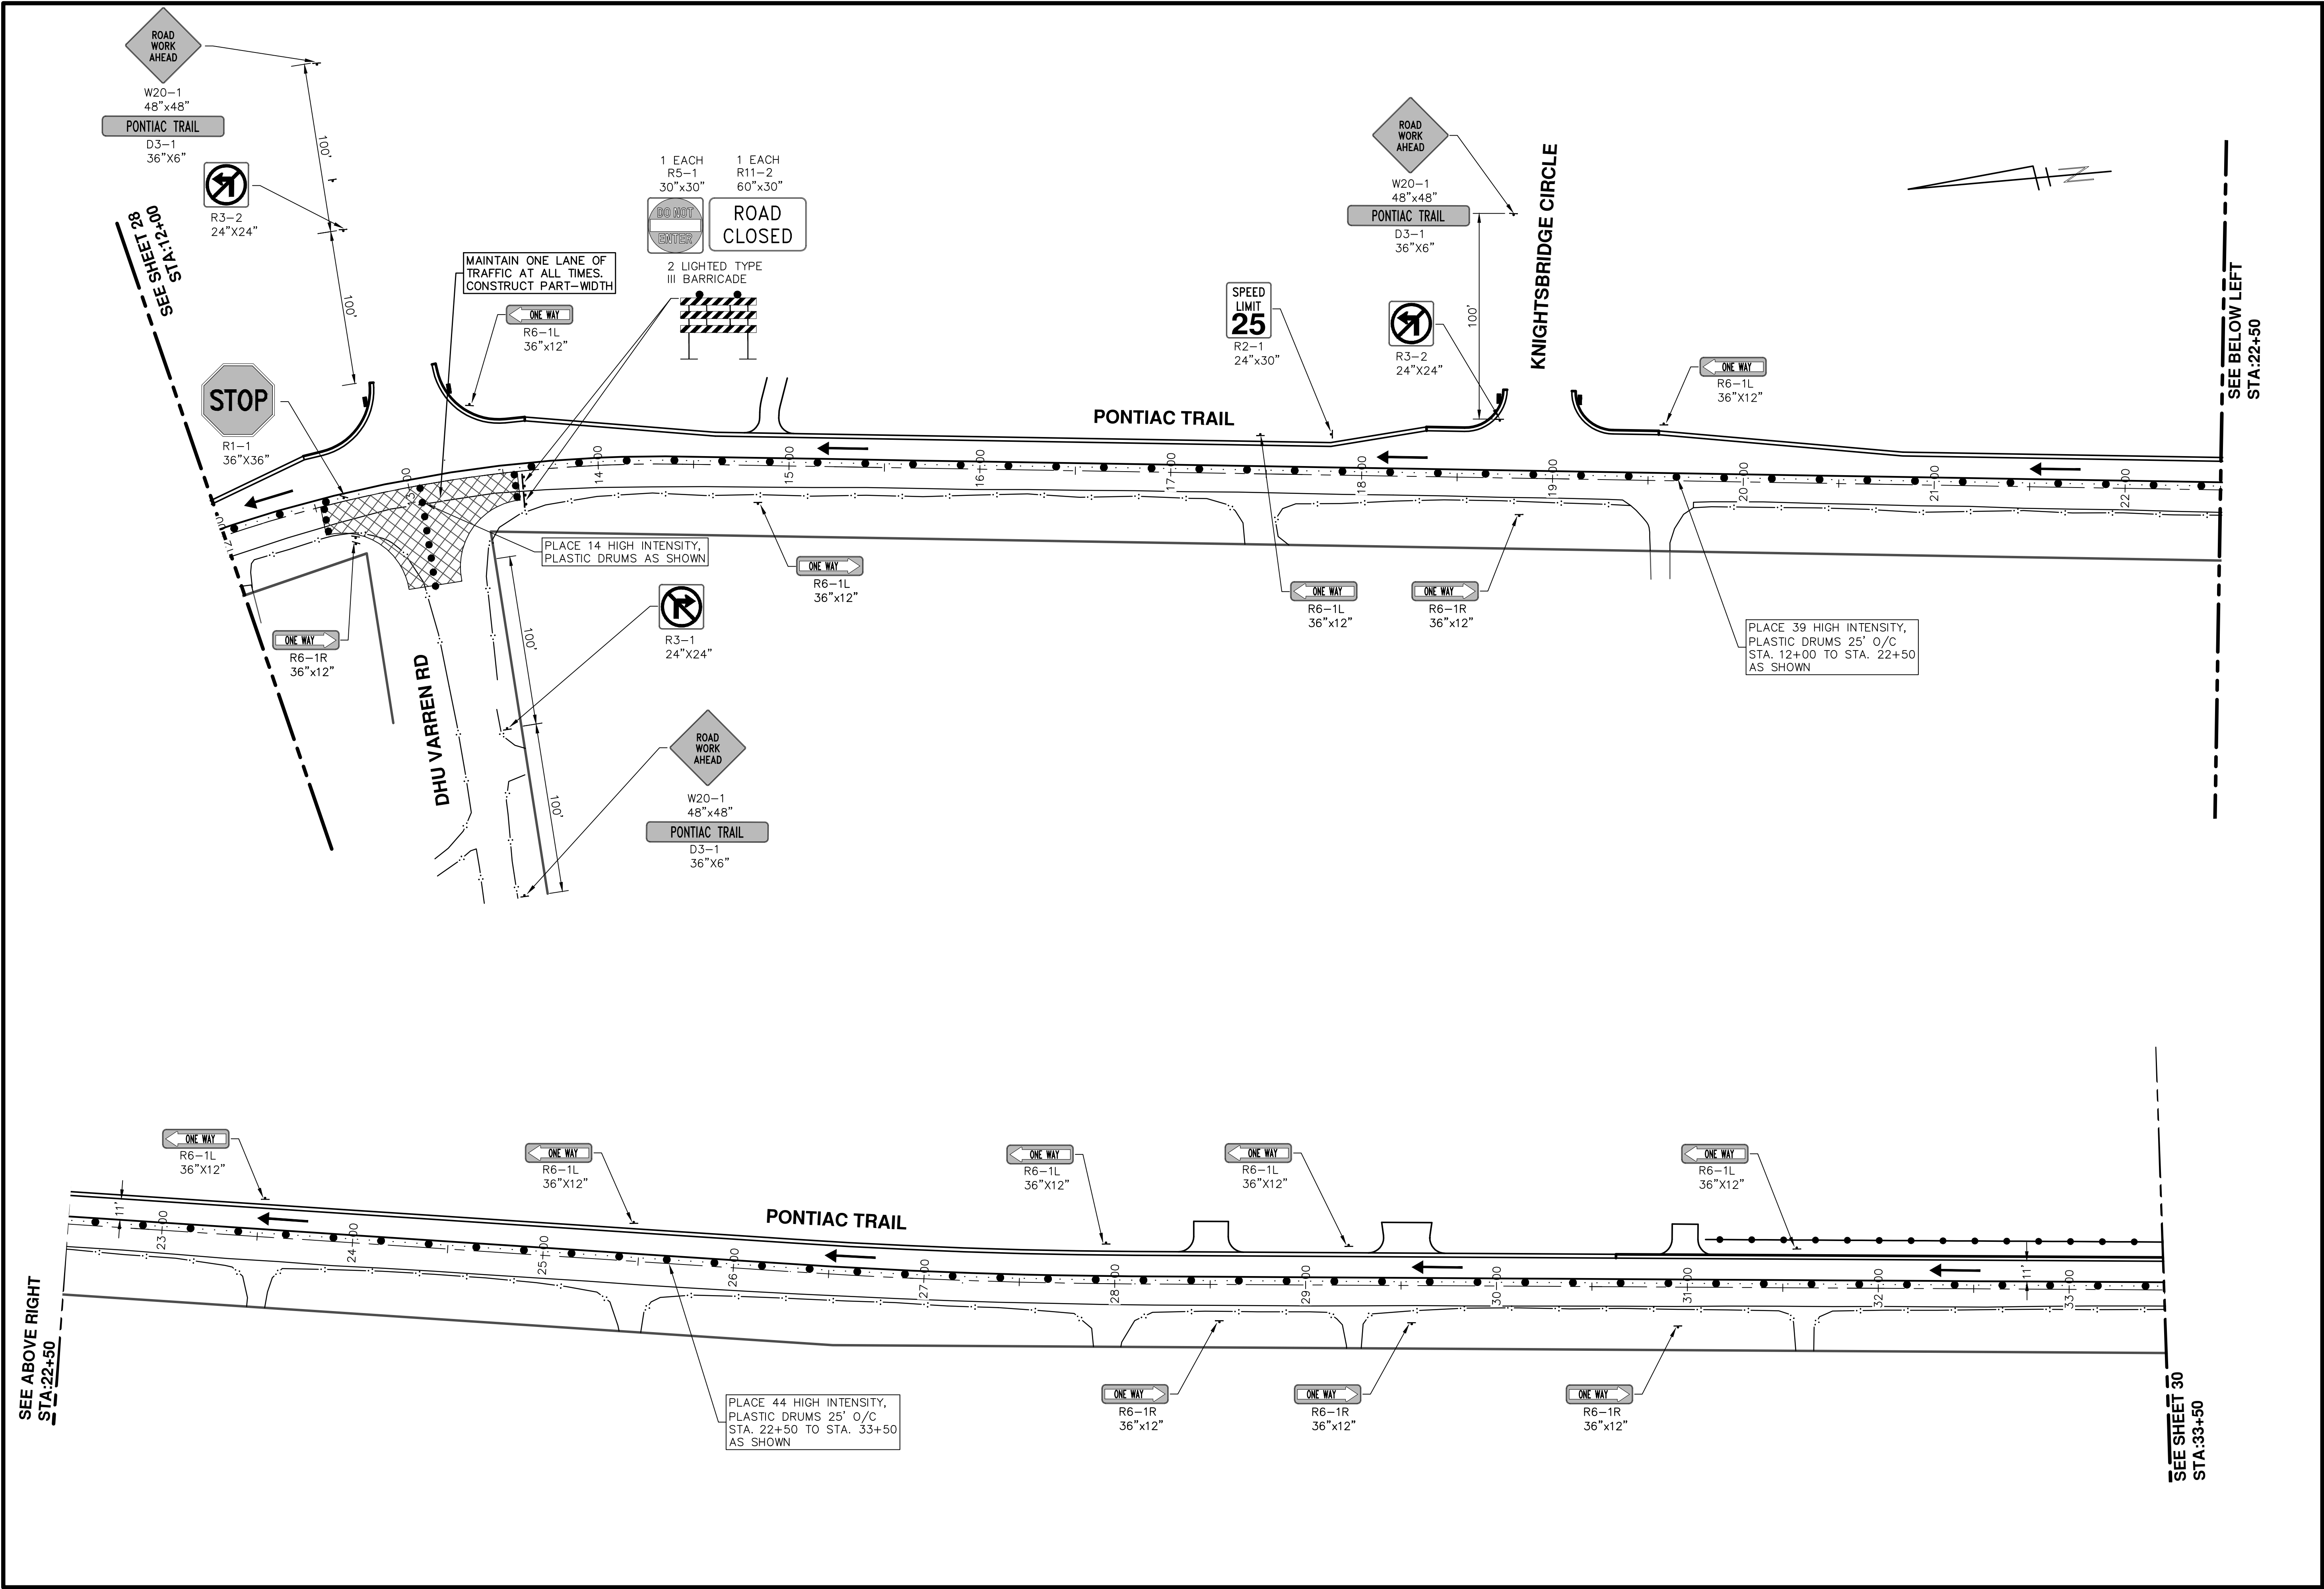 ROAD
WORK
AHEAD
W20-1
48"x48"
PONTIAC TRAIL
D3-1
36"X6"
R3-2
24"X24"
100'
100'
SEE SHEET 28
STA:12+00
STOP
R1-1
36"X36"
MAINTAIN ONE LANE OF
TRAFFIC AT ALL TIMES.
CONSTRUCT PART-WIDTH
ONE WAY
R6-1L
36"x12"
1 EACH
R5-1
30"x30"
1 EACH
R11-2
60"x30"
DO NOT
ENTER
ROAD
CLOSED
2 LIGHTED TYPE
III BARRICADE
PONTIAC TRAIL
SPEED
LIMIT
25
R2-1
24"x30"
ROAD
WORK
AHEAD
W20-1
48"x48"
PONTIAC TRAIL
D3-1
36"X6"
100'
R3-2
24"X24"
KNIGHTSBRIDGE CIRCLE
ONE WAY
R6-1L
36"X12"
N
SEE BELOW LEFT
STA:22+50
14+00
15+00
16+00
17+00
18+00
19+00
20+00
21+00
22+00
PLACE 14 HIGH INTENSITY,
PLASTIC DRUMS AS SHOWN
ONE WAY
R6-1L
36"x12"
ONE WAY
R6-1L
36"x12"
ONE WAY
R6-1R
36"x12"
PLACE 39 HIGH INTENSITY,
PLASTIC DRUMS 25' O/C
STA. 12+00 TO STA. 22+50
AS SHOWN
ONE WAY
R6-1R
36"x12"
DHU VARREN RD
100'
100'
R3-1
24"X24"
ROAD
WORK
AHEAD
W20-1
48"x48"
PONTIAC TRAIL
D3-1
36"X6"
ONE WAY
R6-1L
36"X12"
ONE WAY
R6-1L
36"X12"
ONE WAY
R6-1L
36"X12"
ONE WAY
R6-1L
36"X12"
ONE WAY
R6-1L
36"X12"
PONTIAC TRAIL
11'
11'
23+00
24+00
25+00
26+00
27+00
28+00
29+00
30+00
31+00
32+00
33+00
SEE ABOVE RIGHT
STA:22+50
PLACE 44 HIGH INTENSITY,
PLASTIC DRUMS 25' O/C
STA. 22+50 TO STA. 33+50
AS SHOWN
ONE WAY
R6-1R
36"x12"
ONE WAY
R6-1R
36"x12"
ONE WAY
R6-1R
36"x12"
SEE SHEET 30
STA:33+50